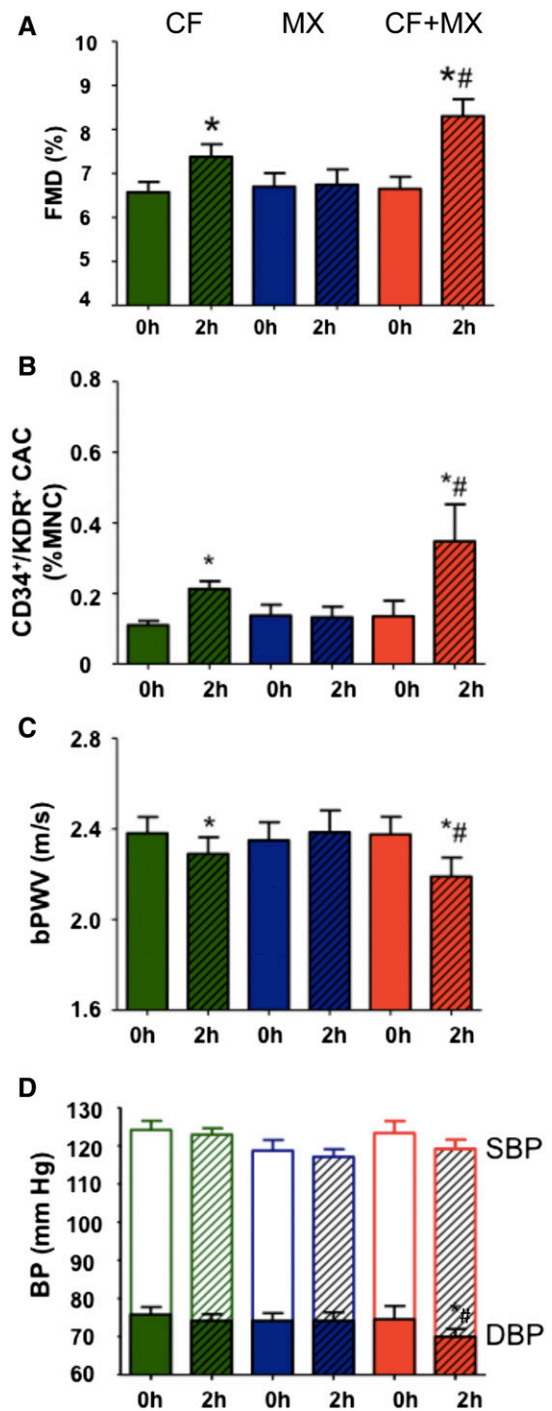 A
CF MX CF+MX
10
*#
9
8
*
FMD (%)
7
6
5
4
0h 2h 0h 2h 0h 2h
B
0.8
CD34⁺/KDR⁺ CAC
(%MNC)
0.6
*#
0.4
*
0.2
0
0h 2h 0h 2h 0h 2h
C
2.8
bPWV (m/s)
2.4
* *#
2.0
1.6
0h 2h 0h 2h 0h 2h
D
130
120
SBP
110
BP (mm Hg)
100
90
80
*#
70
DBP
60
0h 2h 0h 2h 0h 2h